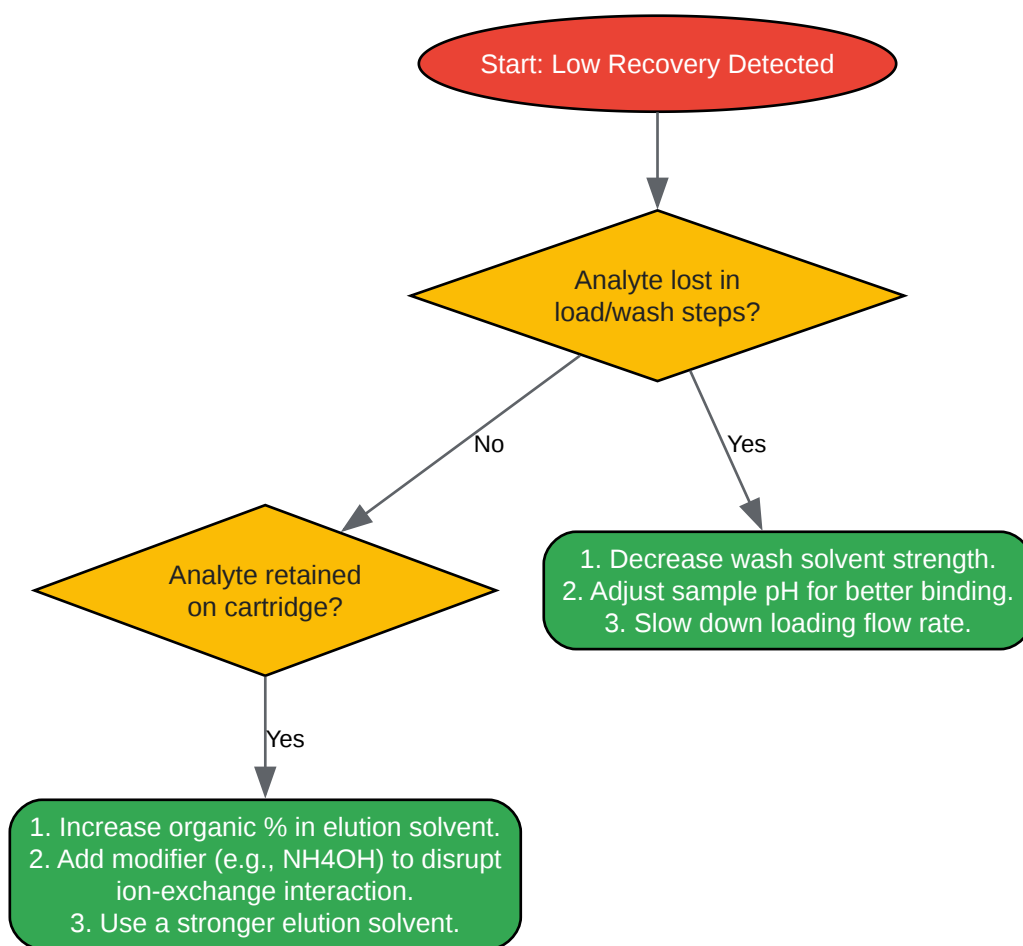 Start: Low Recovery Detected
Analyte lost in
load/wash steps?
No
Yes
Analyte retained
on cartridge?
1. Decrease wash solvent strength.
2. Adjust sample pH for better binding.
3. Slow down loading flow rate.
Yes
1. Increase organic % in elution solvent.
2. Add modifier (e.g., NH4OH) to disrupt
ion-exchange interaction.
3. Use a stronger elution solvent.